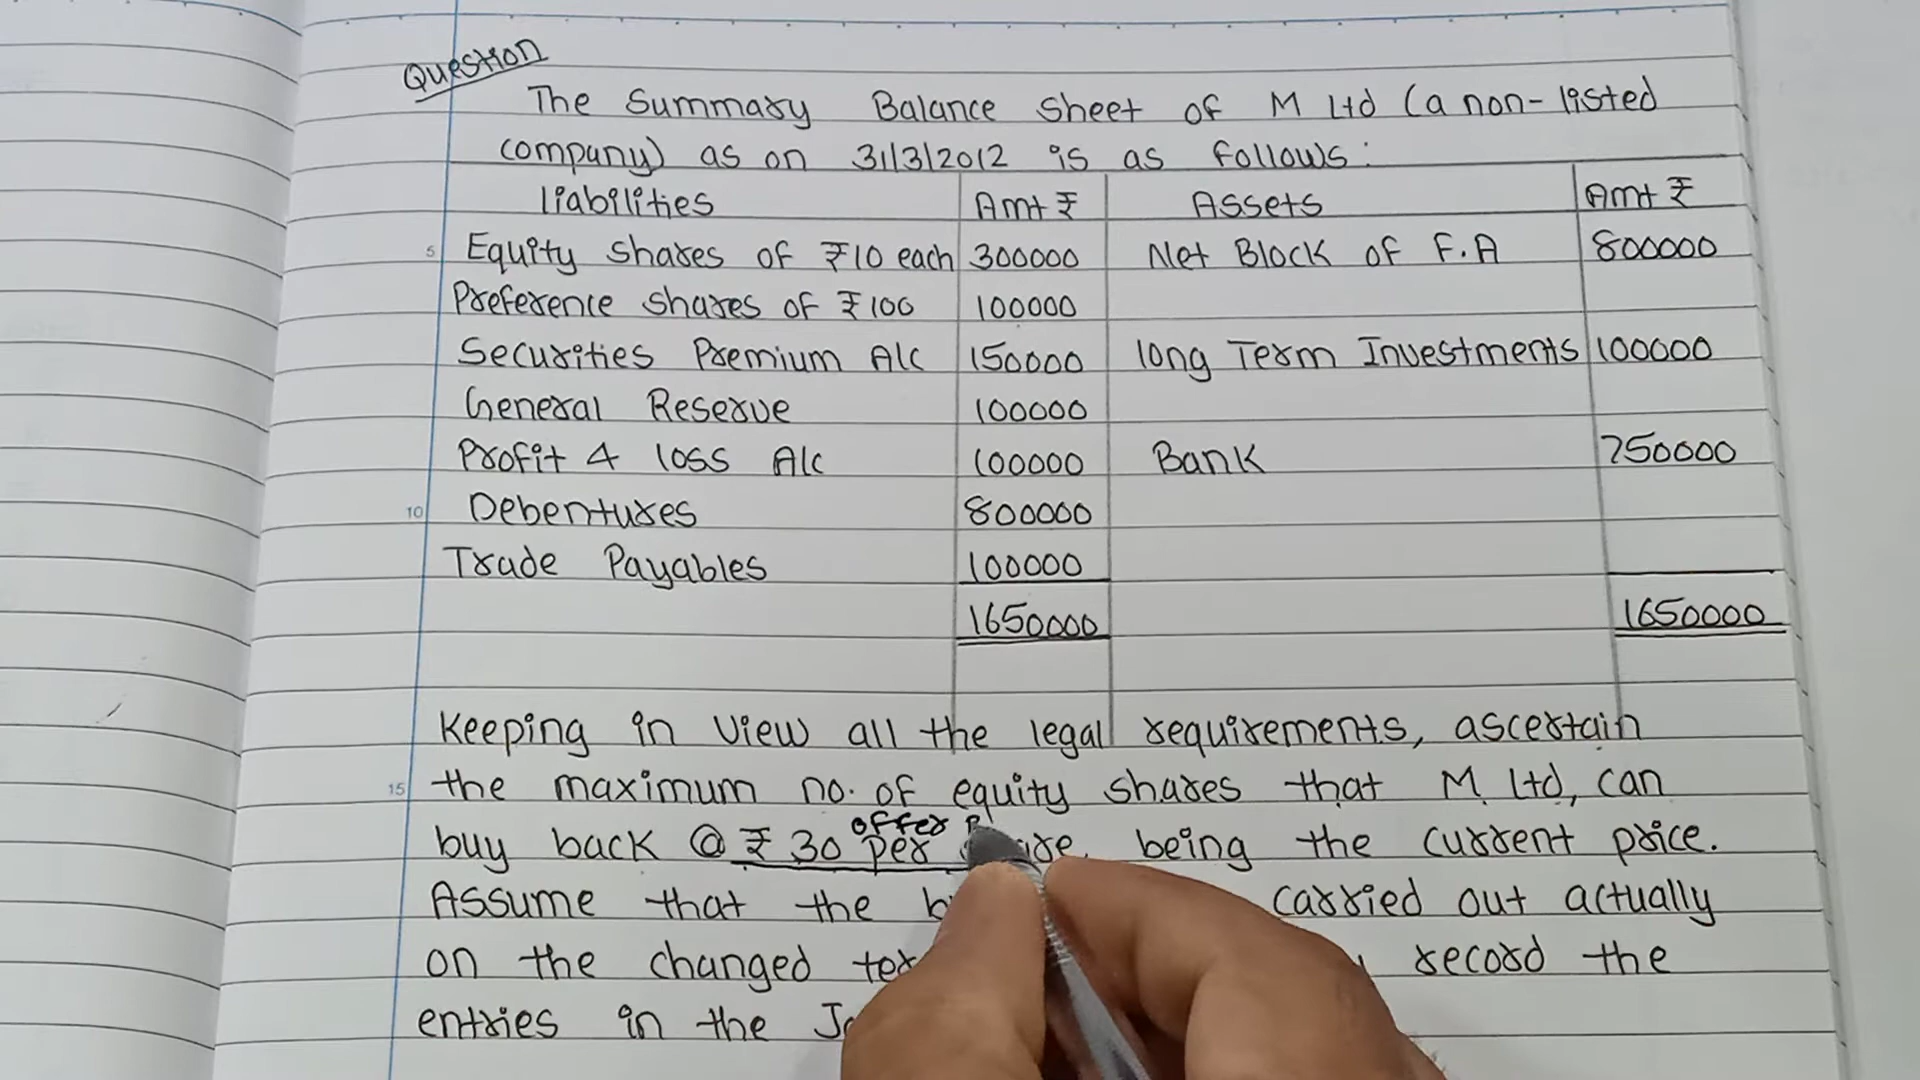 Question
The Summary Balance Sheet of M Ltd (a non-listed
company) as on 31/3/2012 is as follows:
liabilities Amt ₹ Assets Amt ₹
5 Equity shares of ₹10 each 300000 Net Block of F.A 800000
Preference shares of ₹100 100000
Securities Premium A/c 150000 long Term Investments 100000
General Reserve 100000
Profit & loss A/c 100000 Bank 750000
10 Debentures 800000
Trade Payables 100000
1650000 1650000
Keeping in view all the legal requirements, ascertain
15 the maximum no. of equity shares that M Ltd, can
offer
buy back @ ₹ 30 per being the current price.
Assume that the carried out actually
on the changed record the
entries in the